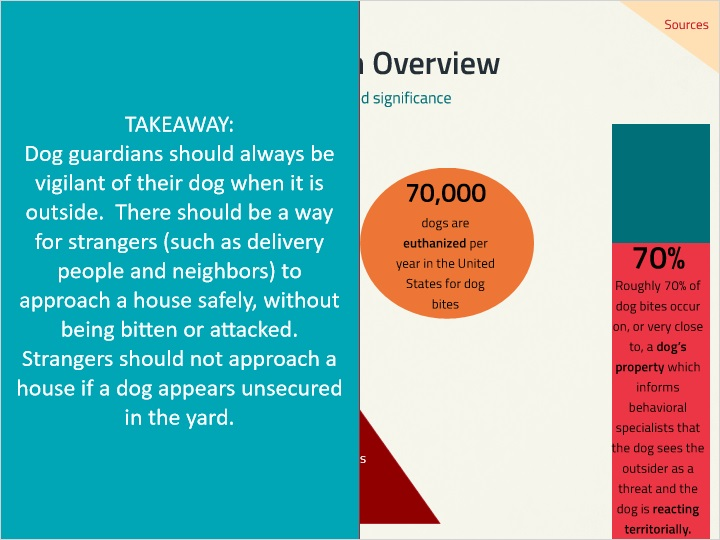 TAKEAWAY:
Dog guardians should always be
vigilant of their dog when it is
outside.  There should be a way
for strangers (such as delivery
people and neighbors) to
approach a house safely, without
being bitten or attacked.
Strangers should not approach a
house if a dog appears unsecured
in the yard.
Sources
Overview
significance
70,000
dogs are
euthanized per
year in the United
States for dog
bites
70%
Roughly 70% of
dog bites occur
on, or very close
to, a dog's
property which
informs
behavioral
specialists that
the dog sees the
outsider as a
threat and the
dog is reacting
territorially.